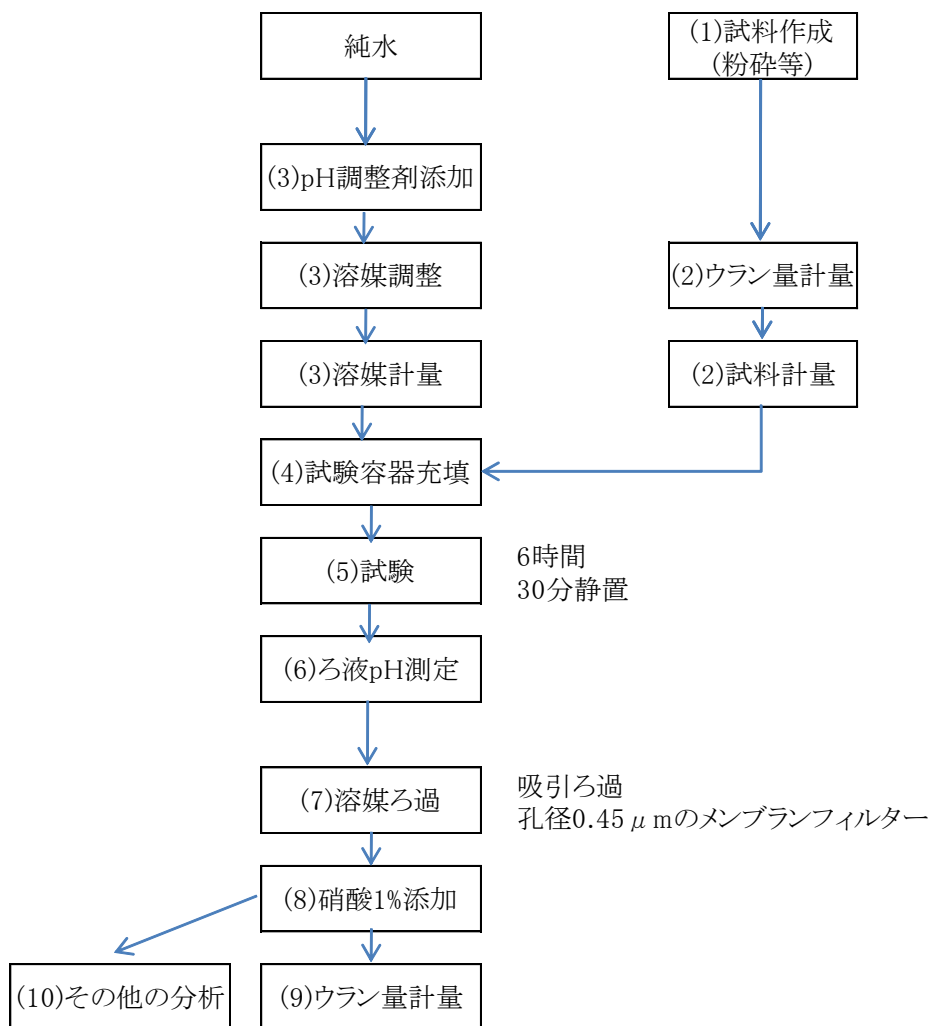 純水
(1)試料作成
(粉砕等)
(3)pH調整剤添加
(3)溶媒調整
(2)ウラン量計量
(3)溶媒計量
(2)試料計量
(4)試験容器充填
(5)試験
6時間
30分静置
(6)ろ液pH測定
(7)溶媒ろ過
吸引ろ過
孔径0.45μmのメンブランフィルター
(8)硝酸1%添加
(10)その他の分析
(9)ウラン量計量